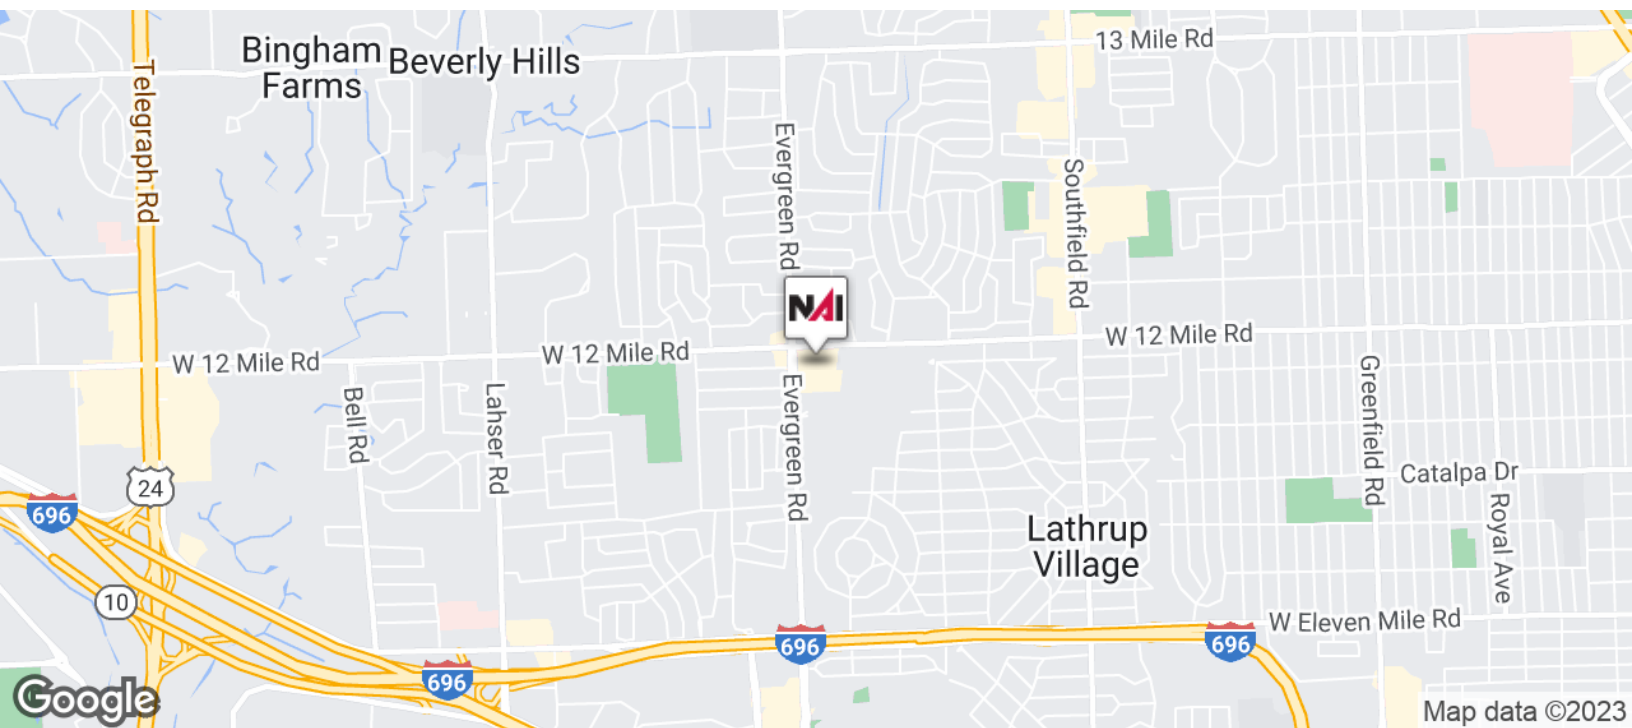 13 Mile Rd
Bingham
Farms
Beverly Hills
Telegraph Rd
Evergreen Rd
Southfield Rd
NAI
W 12 Mile Rd
W 12 Mile Rd
W 12 Mile Rd
Bell Rd
Lahser Rd
Evergreen Rd
Greenfield Rd
Catalpa Dr
Royal Ave
24
696
Lathrup
Village
10
W Eleven Mile Rd
696
696
696
Google
Map data ©2023